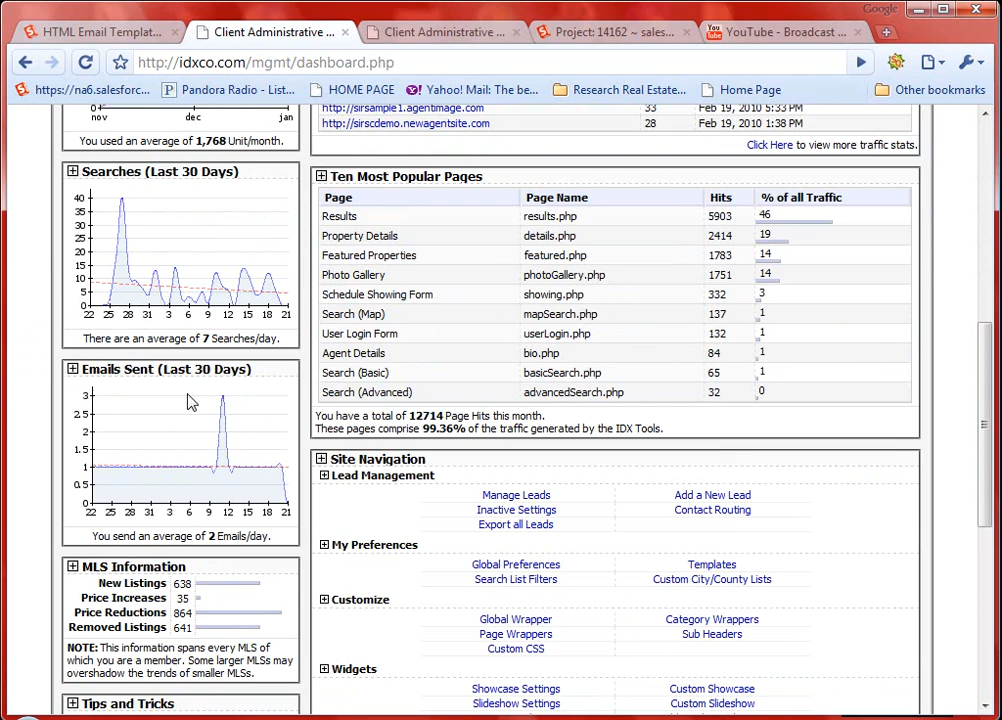 Google
HTML Email Templat...
Client Administrative ...
Client Administrative ...
Project: 14162 ~ sales...
You Tube
YouTube - Broadcast ...
http://idxco.com/mgmt/dashboard.php
https://na6.salesforc...
Pandora Radio - List...
HOME PAGE
Yahoo! Mail: The be...
Research Real Estate...
Home Page
Other bookmarks
0
nov dec jan
You used an average of 1,768 Unit/month.
http://sirsample1.agentimage.com 33 Feb 19, 2010 5:33 PM
http://sirscdemo.newagentsite.com 28 Feb 19, 2010 1:38 PM
Click Here to view more traffic stats.
Searches (Last 30 Days)
40
35
30
25
20
15
10
5
0
22 25 28 31 3 6 9 12 15 18 21
There are an average of 7 Searches/day.
Emails Sent (Last 30 Days)
3
2.5
2
1.5
1
0.5
0
22 25 28 31 3 6 9 12 15 18 21
You send an average of 2 Emails/day.
MLS Information
New Listings 638
Price Increases 35
Price Reductions 864
Removed Listings 641
NOTE: This information spans every MLS of
which you are a member. Some larger MLSs may
overshadow the trends of smaller MLSs.
Tips and Tricks
Ten Most Popular Pages
Page Page Name Hits % of all Traffic
Results results.php 5903 46
Property Details details.php 2414 19
Featured Properties featured.php 1783 14
Photo Gallery photoGallery.php 1751 14
Schedule Showing Form showing.php 332 3
Search (Map) mapSearch.php 137 1
User Login Form userLogin.php 132 1
Agent Details bio.php 84 1
Search (Basic) basicSearch.php 65 1
Search (Advanced) advancedSearch.php 32 0
You have a total of 12714 Page Hits this month.
These pages comprise 99.36% of the traffic generated by the IDX Tools.
Site Navigation
Lead Management
Manage Leads Add a New Lead
Inactive Settings Contact Routing
Export all Leads
My Preferences
Global Preferences Templates
Search List Filters Custom City/County Lists
Customize
Global Wrapper Category Wrappers
Page Wrappers Sub Headers
Custom CSS
Widgets
Showcase Settings Custom Showcase
Slideshow Settings Custom Slideshow